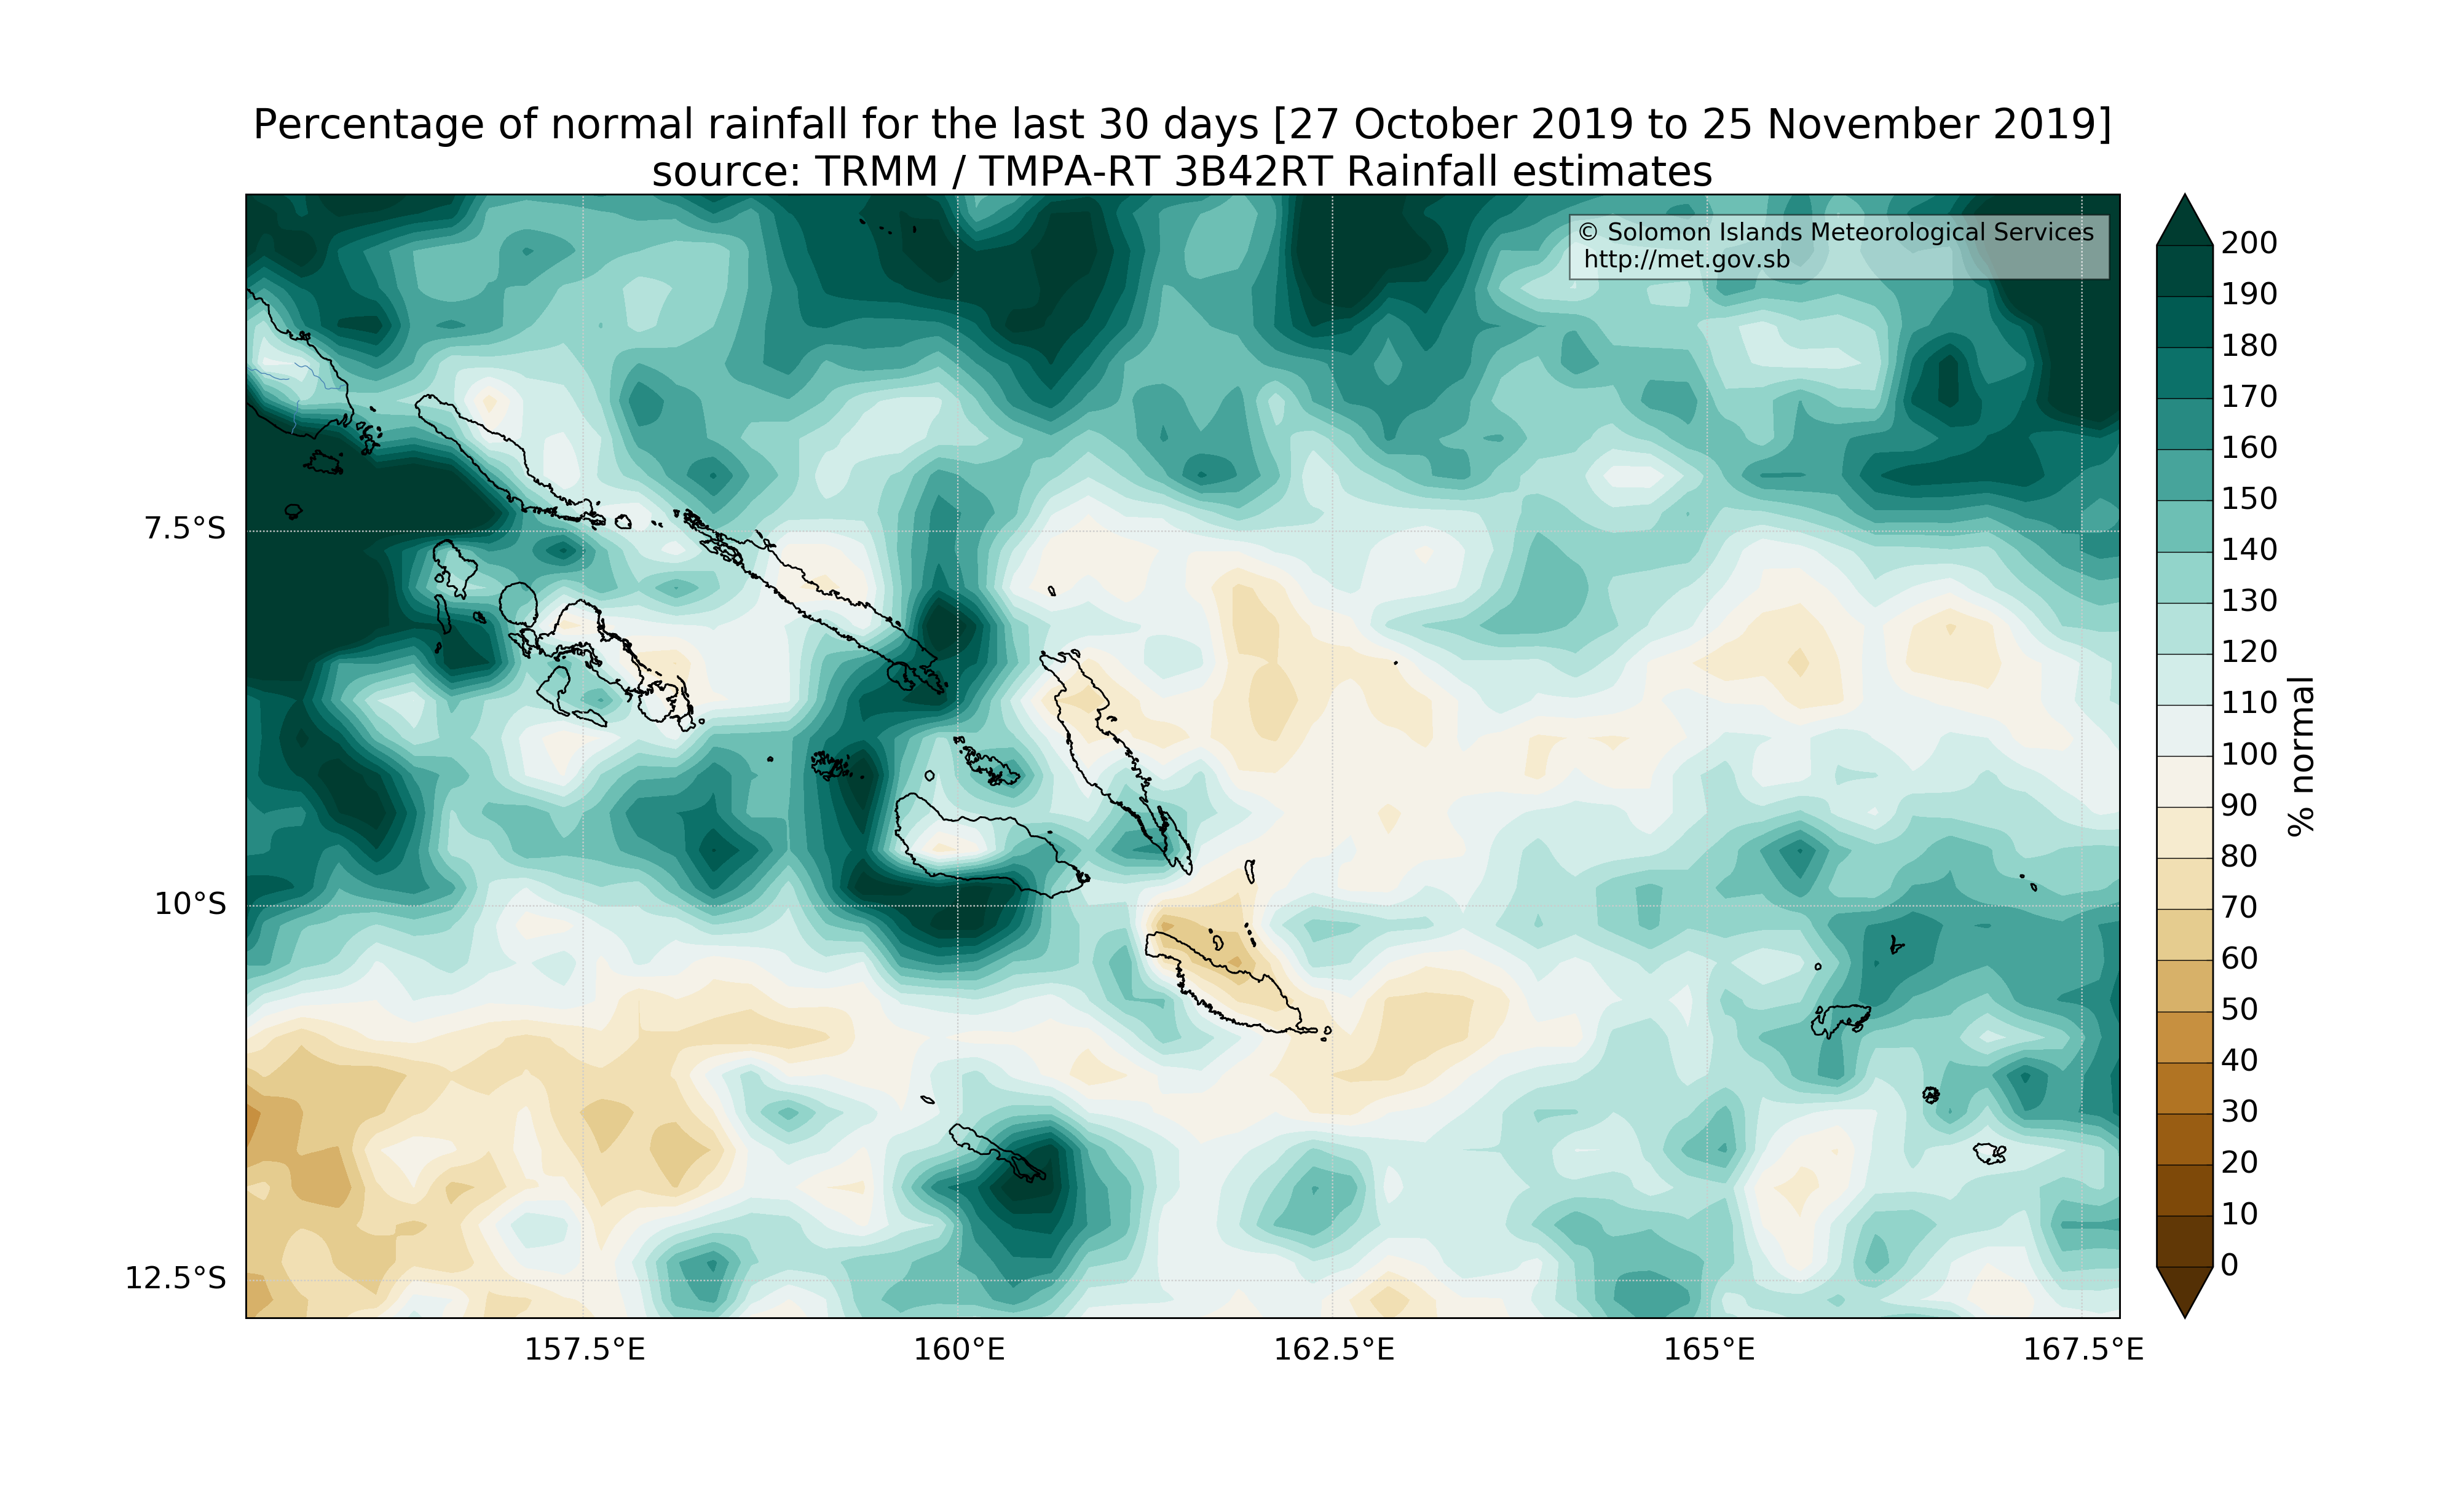 Percentage of normal rainfall for the last 30 days [27 October 2019 to 25 November 2019]
source: TRMM / TMPA-RT 3B42RT Rainfall estimates
© Solomon Islands Meteorological Services
http://met.gov.sb
7.5°S
10°S
12.5°S
157.5°E
160°E
162.5°E
165°E
167.5°E
200
190
180
170
160
150
140
130
120
110
100
90
80
70
60
50
40
30
20
10
0
% normal